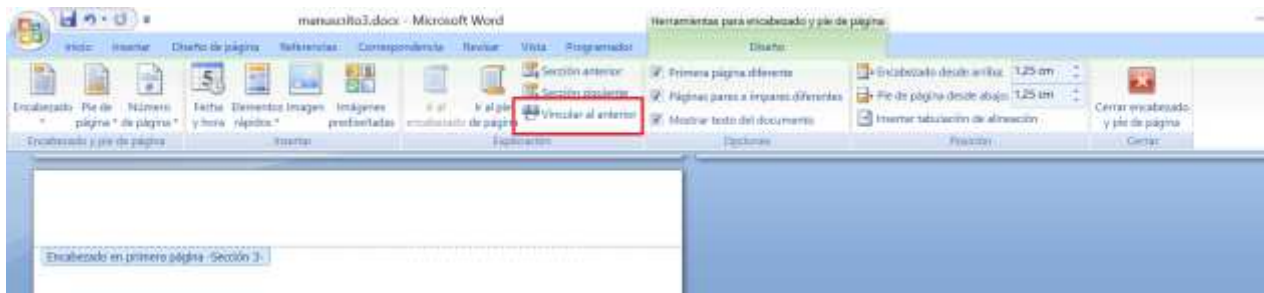 manuscrito3.docx - Microsoft Word
Herramientas para encabezado y pie de página
Inicio Insertar Diseño de página Referencias Correspondencia Revisar Vista Programador Diseño
Encabezado
Pie de página
Número de página
Fecha y hora
Elementos rápidos
Imagen
Imágenes prediseñadas
Ir al encabezado
Ir al pie de página
Sección anterior
Sección siguiente
Vincular al anterior
Primera página diferente
Páginas pares e impares diferentes
Mostrar texto del documento
Encabezado desde arriba: 1,25 cm
Pie de página desde abajo: 1,25 cm
Insertar tabulación de alineación
Cerrar encabezado y pie de página
Encabezado y pie de página Insertar Exploración Opciones Posición Cerrar
Encabezado en primera página -Sección 3-